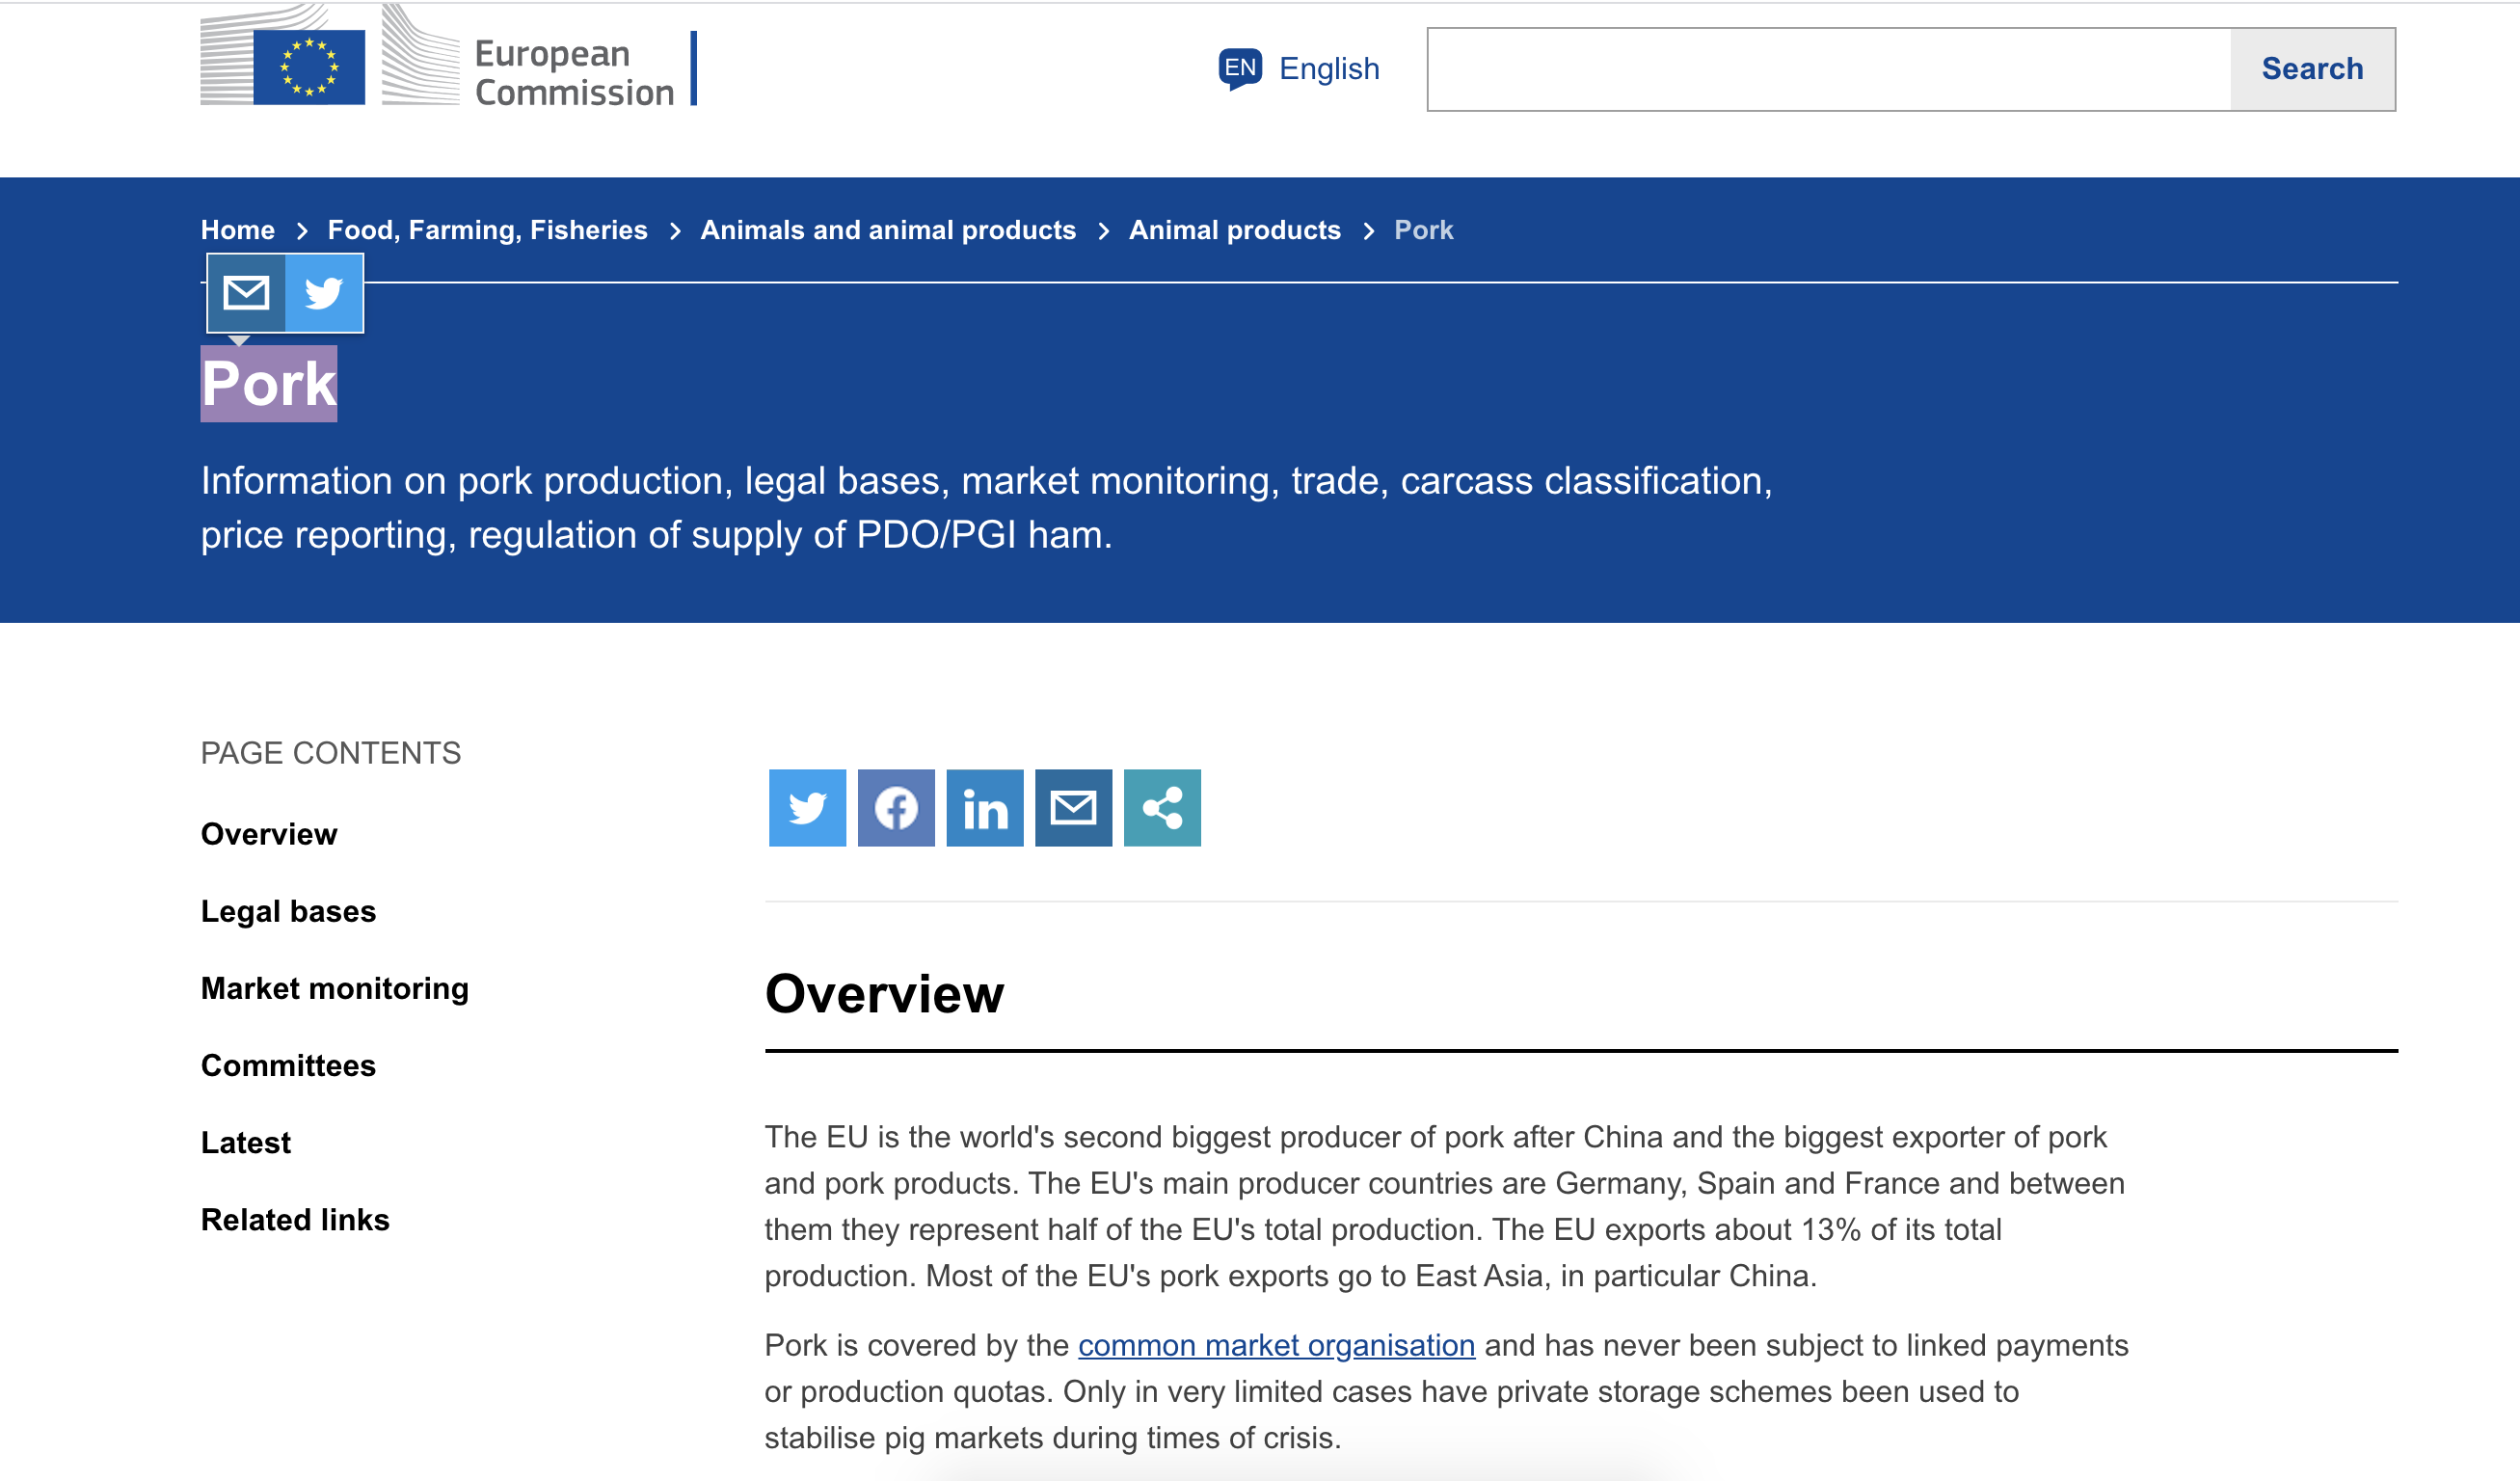 European
Commission
EN English
Search
Home > Food, Farming, Fisheries > Animals and animal products > Animal products > Pork
Pork
Information on pork production, legal bases, market monitoring, trade, carcass classification,
price reporting, regulation of supply of PDO/PGI ham.
PAGE CONTENTS
Overview
Legal bases
Market monitoring
Committees
Latest
Related links
in
Overview
The EU is the world's second biggest producer of pork after China and the biggest exporter of pork
and pork products. The EU's main producer countries are Germany, Spain and France and between
them they represent half of the EU's total production. The EU exports about 13% of its total
production. Most of the EU's pork exports go to East Asia, in particular China.
Pork is covered by the common market organisation and has never been subject to linked payments
or production quotas. Only in very limited cases have private storage schemes been used to
stabilise pig markets during times of crisis.